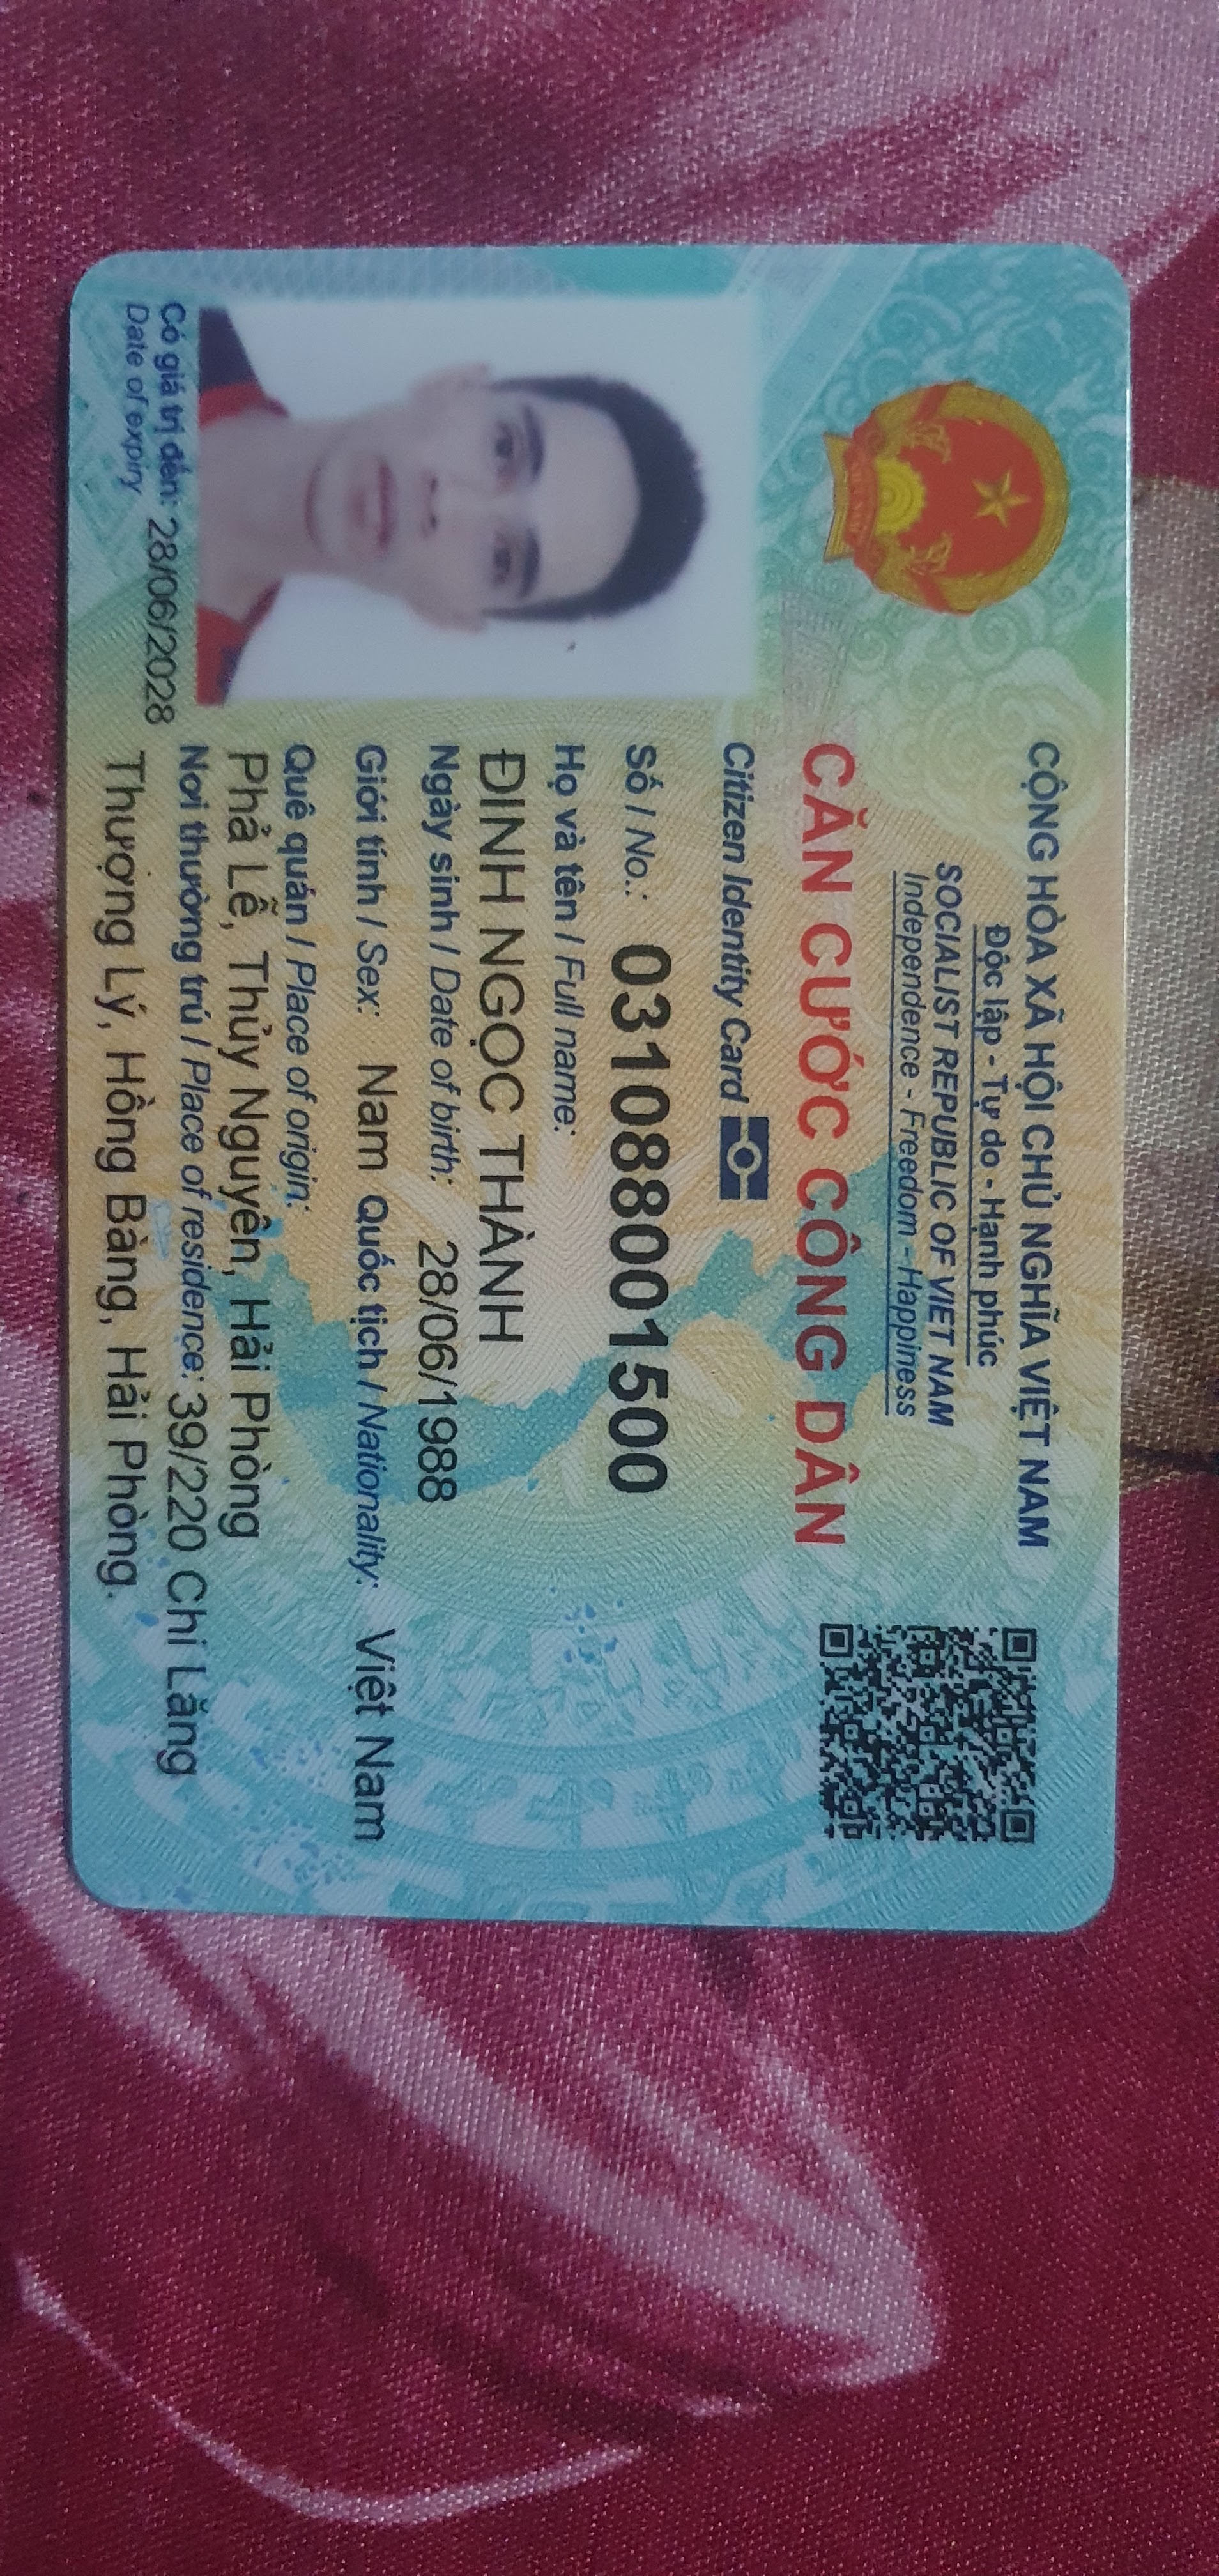 CỘNG HÒA XÃ HỘI CHỦ NGHĨA VIỆT NAM
Độc lập - Tự do - Hạnh phúc
SOCIALIST REPUBLIC OF VIET NAM
Independence - Freedom - Happiness
CĂN CƯỚC CÔNG DÂN
Citizen Identity Card
Số / No.: 031088001500
Họ và tên / Full name:
ĐINH NGỌC THÀNH
Ngày sinh / Date of birth: 28/06/1988
Giới tính / Sex: Nam Quốc tịch / Nationality: Việt Nam
Quê quán / Place of origin:
Phả Lễ, Thủy Nguyên, Hải Phòng
Nơi thường trú / Place of residence: 39/220 Chi Lăng
Thượng Lý, Hồng Bàng, Hải Phòng.
Có giá trị đến: 28/06/2028
Date of expiry